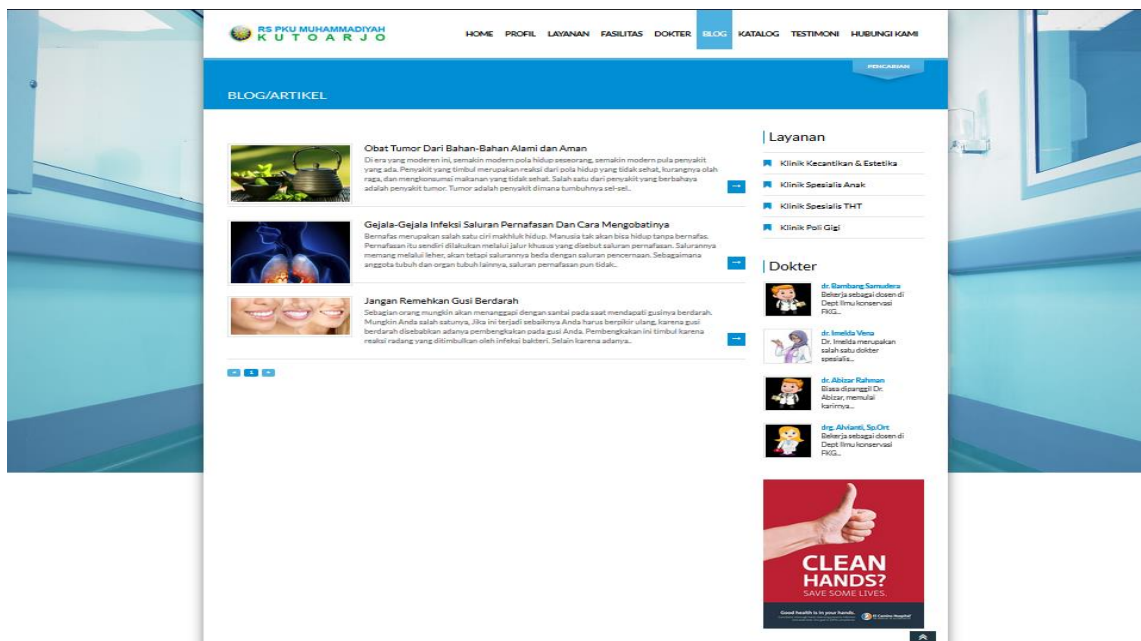 RS PKU MUHAMMADIYAH
KUTOARJO
HOME PROFIL LAYANAN FASILITAS DOKTER BLOG KATALOG TESTIMONI HUBUNGI KAMI
PENCARIAN
BLOG/ARTIKEL
Obat Tumor Dari Bahan-Bahan Alami dan Aman
Di era yang moderen ini, semakin modern pola hidup seseorang, semakin modern pula penyakit
yang ada. Penyakit yang timbul merupakan reaksi dari pola hidup yang tidak sehat, kurangnya olah
raga, dan mengkonsumsi makanan yang tidak sehat. Salah satu dari penyakit yang berbahaya
adalah penyakit tumor. Tumor adalah penyakit dimana tumbuhnya sel-sel..
Gejala-Gejala Infeksi Saluran Pernafasan Dan Cara Mengobatinya
Bernafas merupakan salah satu ciri makhluk hidup. Manusia tak akan bisa hidup tanpa bernafas.
Pernafasan itu sendiri dilakukan melalui jalur khusus yang disebut saluran pernafasan. Salurannya
memang melalui leher, akan tetapi salurannya beda dengan saluran pencernaan. Sebagaimana
anggota tubuh dan organ tubuh lainnya, saluran pernafasan pun tidak..
Jangan Remehkan Gusi Berdarah
Sebagian orang mungkin akan menanggapi dengan santai pada saat mendapati gusinya berdarah.
Mungkin Anda salah satunya, Jika ini terjadi sebaiknya Anda harus berpikir ulang, karena gusi
berdarah disebabkan adanya pembengkakan pada gusi Anda. Pembengkakan ini timbul karena
reaksi radang yang ditimbulkan oleh infeksi bakteri. Selain karena adanya..
« 1 »
Layanan
Klinik Kecantikan & Estetika
Klinik Spesialis Anak
Klinik Spesialis THT
Klinik Poli Gigi
Dokter
dr. Bambang Samudera
Bekerja sebagai dosen di
Dept Ilmu konservasi
FKG...
dr. Imelda Vena
Dr. Imelda merupakan
salah satu dokter
spesialis...
dr. Abizar Rahman
Biasa dipanggil Dr.
Abizar, memulai
karirnya...
drg. Alvianti, Sp.Ort
Bekerja sebagai dosen di
Dept Ilmu konservasi
FKG...
CLEAN
HANDS?
SAVE SOME LIVES.
Good health is in your hands.
El Camino Hospital